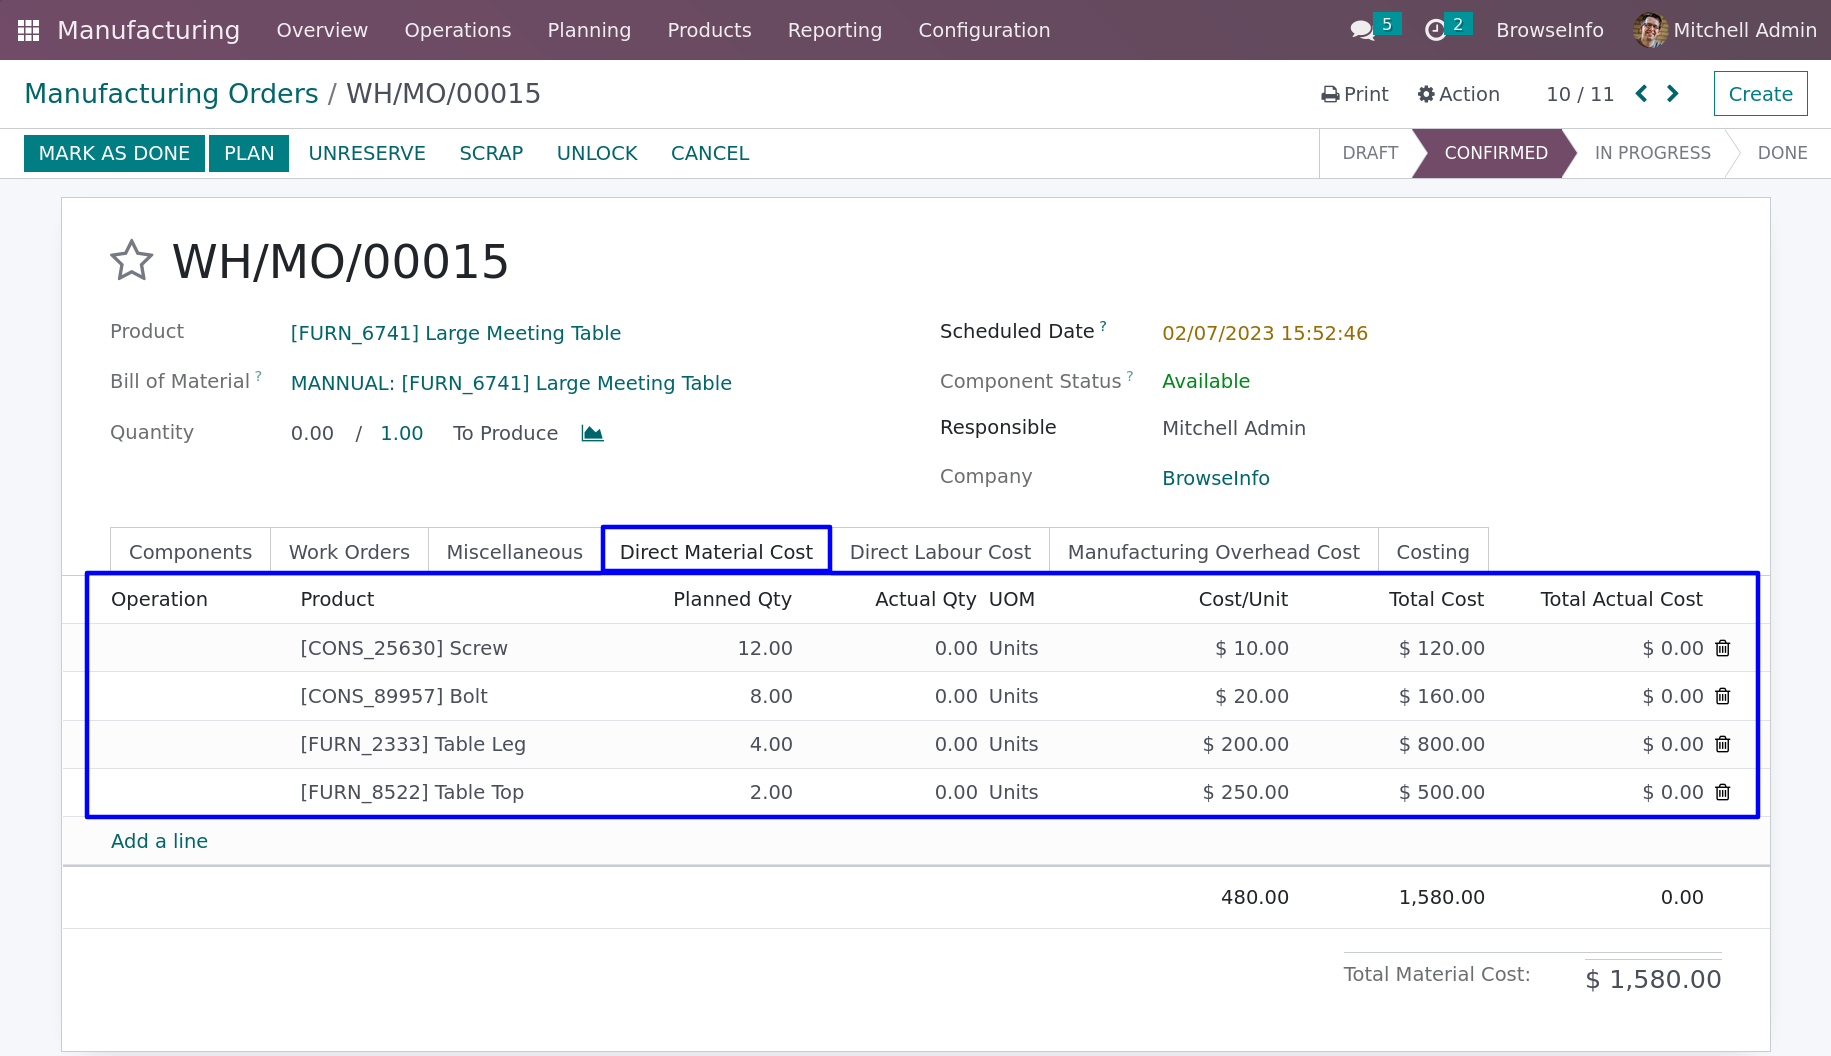 Manufacturing Overview Operations Planning Products Reporting Configuration 5 2 BrowseInfo Mitchell Admin
Manufacturing Orders / WH/MO/00015 Print Action 10 / 11 Create
MARK AS DONE PLAN UNRESERVE SCRAP UNLOCK CANCEL DRAFT CONFIRMED IN PROGRESS DONE
WH/MO/00015
Product [FURN_6741] Large Meeting Table Scheduled Date ? 02/07/2023 15:52:46
Bill of Material ? MANNUAL: [FURN_6741] Large Meeting Table Component Status ? Available
Quantity 0.00 / 1.00 To Produce Responsible Mitchell Admin
Company BrowseInfo
Components Work Orders Miscellaneous Direct Material Cost Direct Labour Cost Manufacturing Overhead Cost Costing
Operation Product Planned Qty Actual Qty UOM Cost/Unit Total Cost Total Actual Cost
[CONS_25630] Screw 12.00 0.00 Units $ 10.00 $ 120.00 $ 0.00
[CONS_89957] Bolt 8.00 0.00 Units $ 20.00 $ 160.00 $ 0.00
[FURN_2333] Table Leg 4.00 0.00 Units $ 200.00 $ 800.00 $ 0.00
[FURN_8522] Table Top 2.00 0.00 Units $ 250.00 $ 500.00 $ 0.00
Add a line
480.00 1,580.00 0.00
Total Material Cost: $ 1,580.00